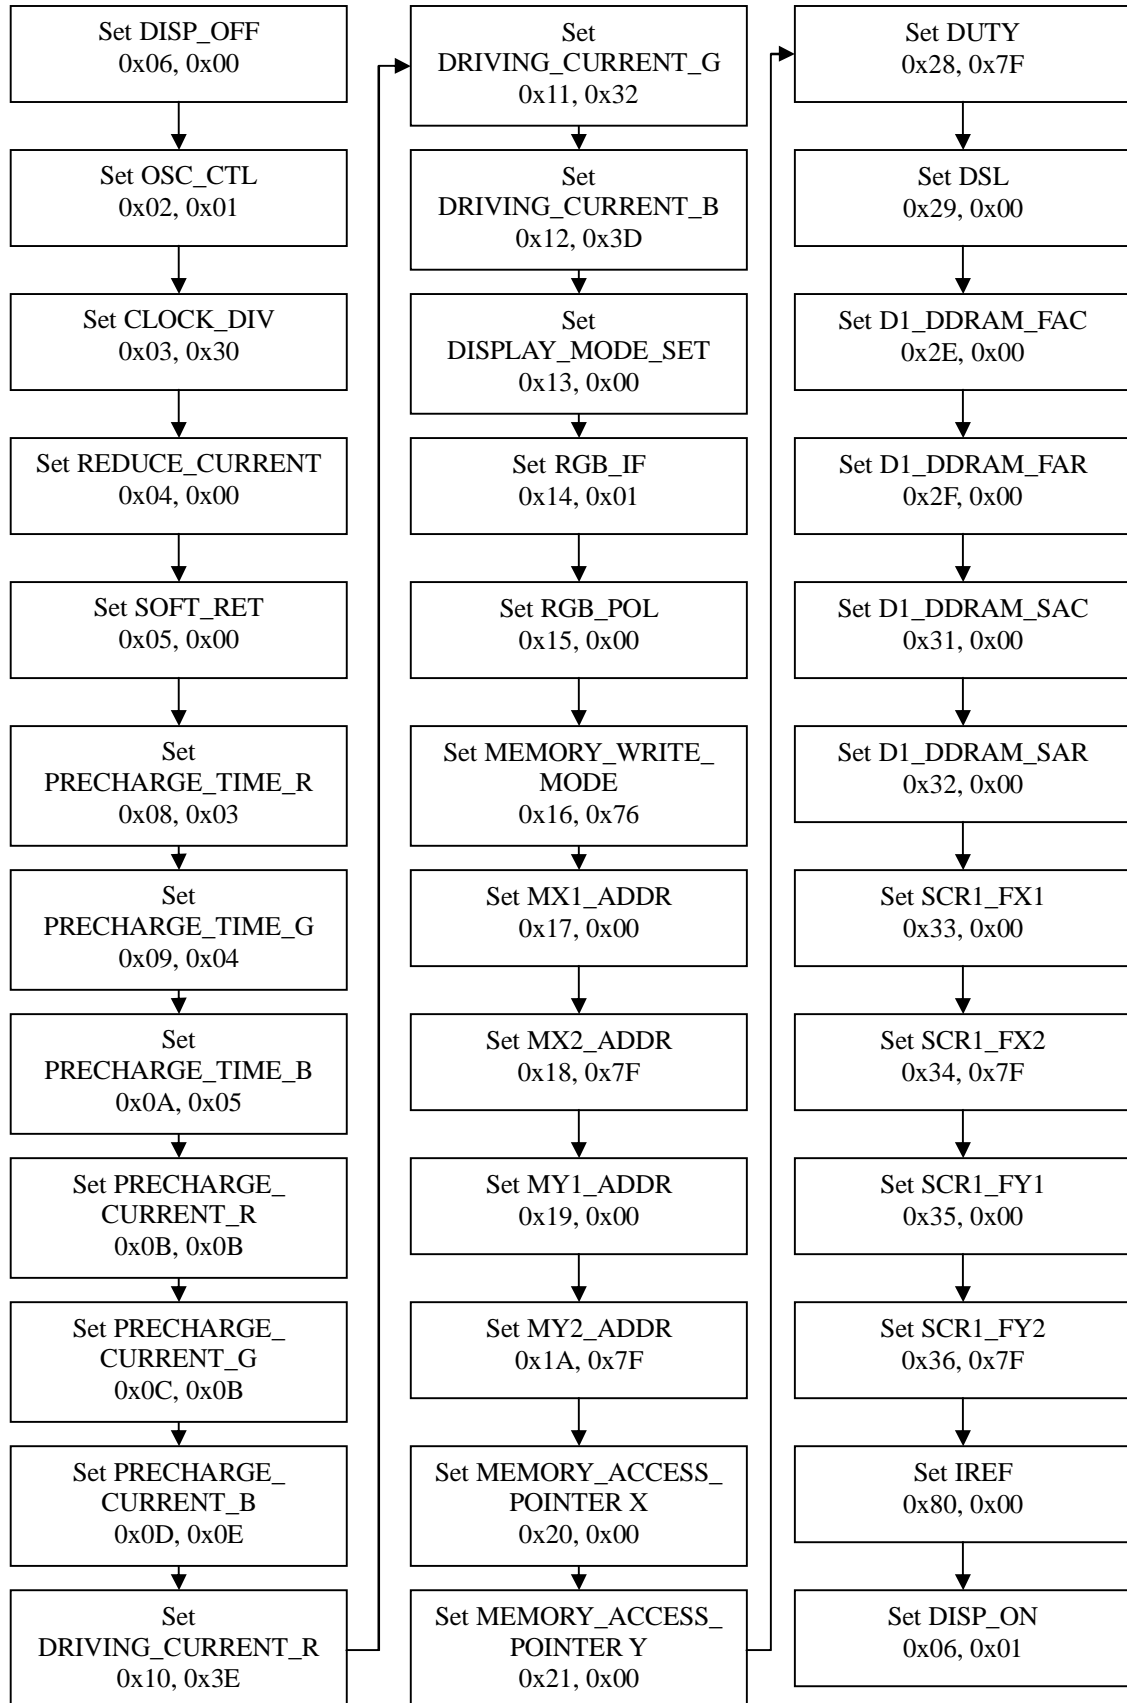 Set DISP_OFF
0x06, 0x00
Set OSC_CTL
0x02, 0x01
Set CLOCK_DIV
0x03, 0x30
Set REDUCE_CURRENT
0x04, 0x00
Set SOFT_RET
0x05, 0x00
Set
PRECHARGE_TIME_R
0x08, 0x03
Set
PRECHARGE_TIME_G
0x09, 0x04
Set
PRECHARGE_TIME_B
0x0A, 0x05
Set PRECHARGE_
CURRENT_R
0x0B, 0x0B
Set PRECHARGE_
CURRENT_G
0x0C, 0x0B
Set PRECHARGE_
CURRENT_B
0x0D, 0x0E
Set
DRIVING_CURRENT_R
0x10, 0x3E
Set
DRIVING_CURRENT_G
0x11, 0x32
Set
DRIVING_CURRENT_B
0x12, 0x3D
Set
DISPLAY_MODE_SET
0x13, 0x00
Set RGB_IF
0x14, 0x01
Set RGB_POL
0x15, 0x00
Set MEMORY_WRITE_
MODE
0x16, 0x76
Set MX1_ADDR
0x17, 0x00
Set MX2_ADDR
0x18, 0x7F
Set MY1_ADDR
0x19, 0x00
Set MY2_ADDR
0x1A, 0x7F
Set MEMORY_ACCESS_
POINTER X
0x20, 0x00
Set MEMORY_ACCESS_
POINTER Y
0x21, 0x00
Set DUTY
0x28, 0x7F
Set DSL
0x29, 0x00
Set D1_DDRAM_FAC
0x2E, 0x00
Set D1_DDRAM_FAR
0x2F, 0x00
Set D1_DDRAM_SAC
0x31, 0x00
Set D1_DDRAM_SAR
0x32, 0x00
Set SCR1_FX1
0x33, 0x00
Set SCR1_FX2
0x34, 0x7F
Set SCR1_FY1
0x35, 0x00
Set SCR1_FY2
0x36, 0x7F
Set IREF
0x80, 0x00
Set DISP_ON
0x06, 0x01